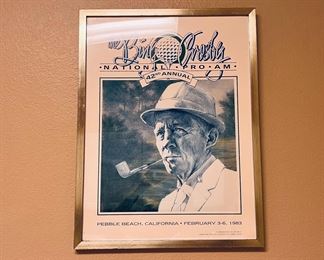 The Bing Crosby
• NATIONAL • PRO-AM •
42ND ANNUAL
PEBBLE BEACH, CALIFORNIA • FEBRUARY 3-6, 1983